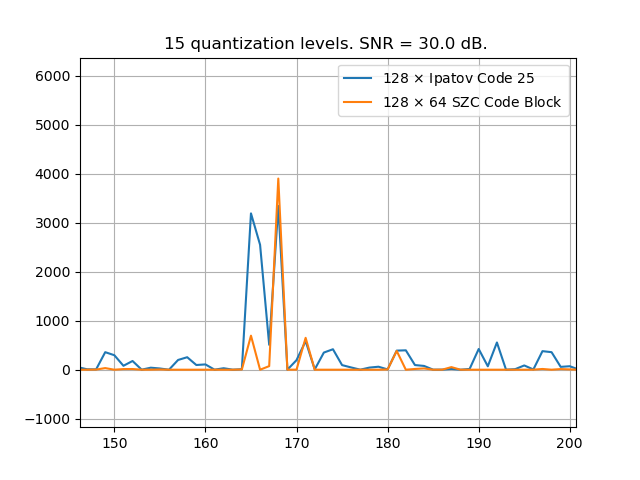 15 quantization levels. SNR = 30.0 dB.
128 × Ipatov Code 25
128 × 64 SZC Code Block
6000
5000
4000
3000
2000
1000
0
−1000
150 160 170 180 190 200